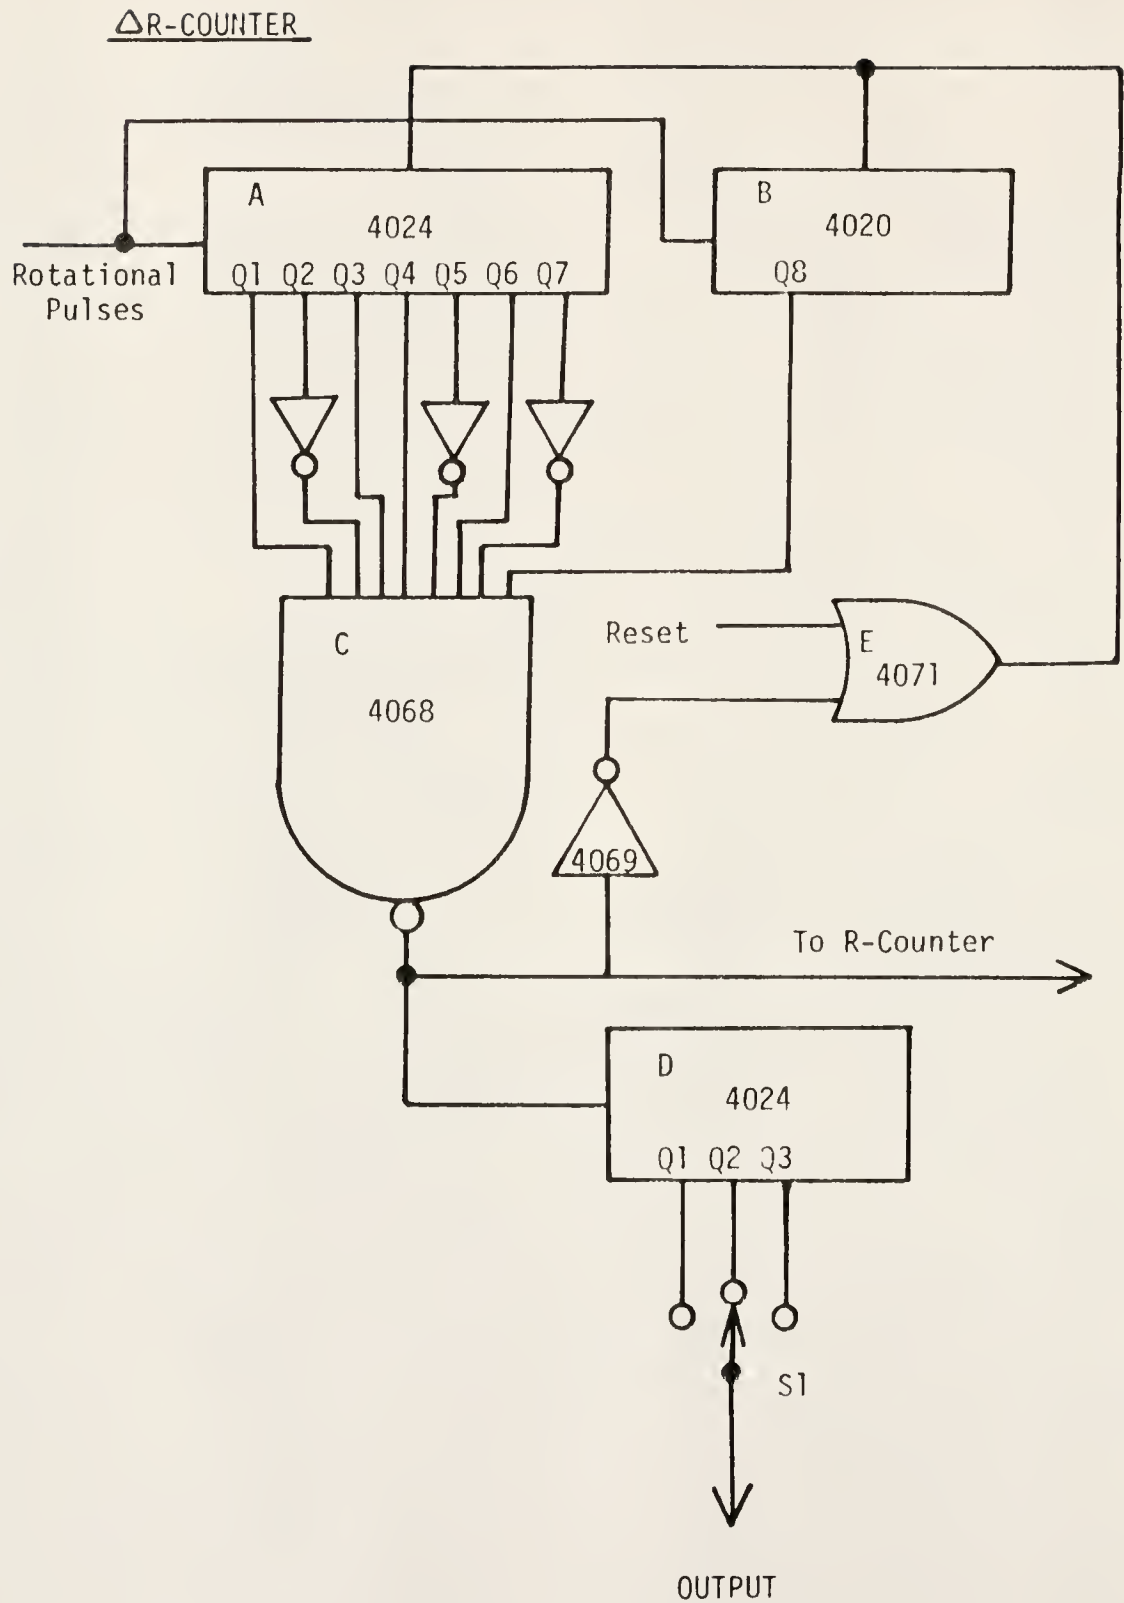 △R-COUNTER
A
4024
Q1 Q2 Q3 Q4 Q5 Q6 Q7
B
4020
Q8
Rotational
Pulses
C
4068
Reset
E
4071
4069
To R-Counter
D
4024
Q1 Q2 Q3
S1
OUTPUT